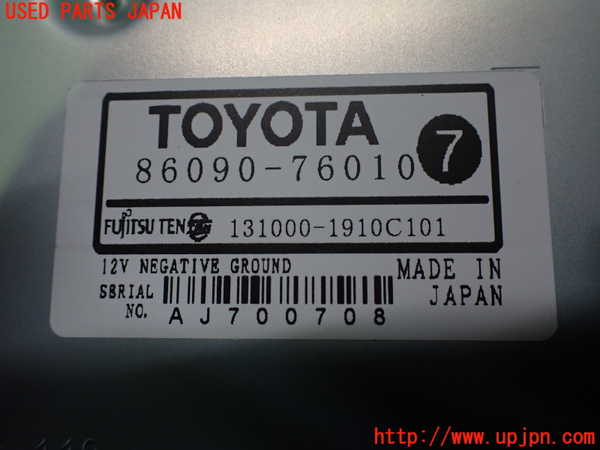 USED PARTS JAPAN
TOYOTA
86090-76010 7
FUJITSU TEN 131000-1910C101
12V NEGATIVE GROUND
MADE IN JAPAN
SERIAL NO. AJ700708
http://www.upjpn.com/